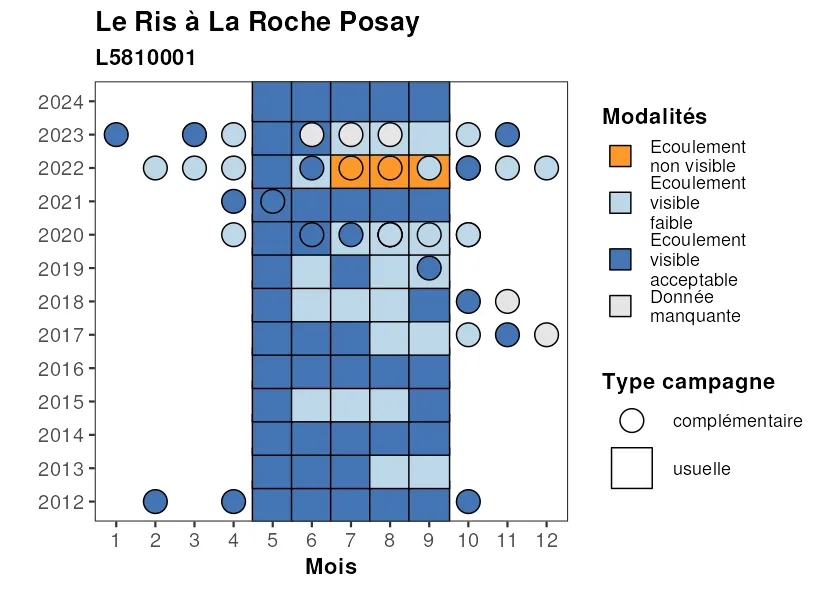 Le Ris à La Roche Posay
L5810001
2024
2023
2022
2021
2020
2019
2018
2017
2016
2015
2014
2013
2012
1 2 3 4 5 6 7 8 9 10 11 12
Mois
Modalités
Ecoulement
non visible
Ecoulement
visible
faible
Ecoulement
visible
acceptable
Donnée
manquante
Type campagne
complémentaire
usuelle